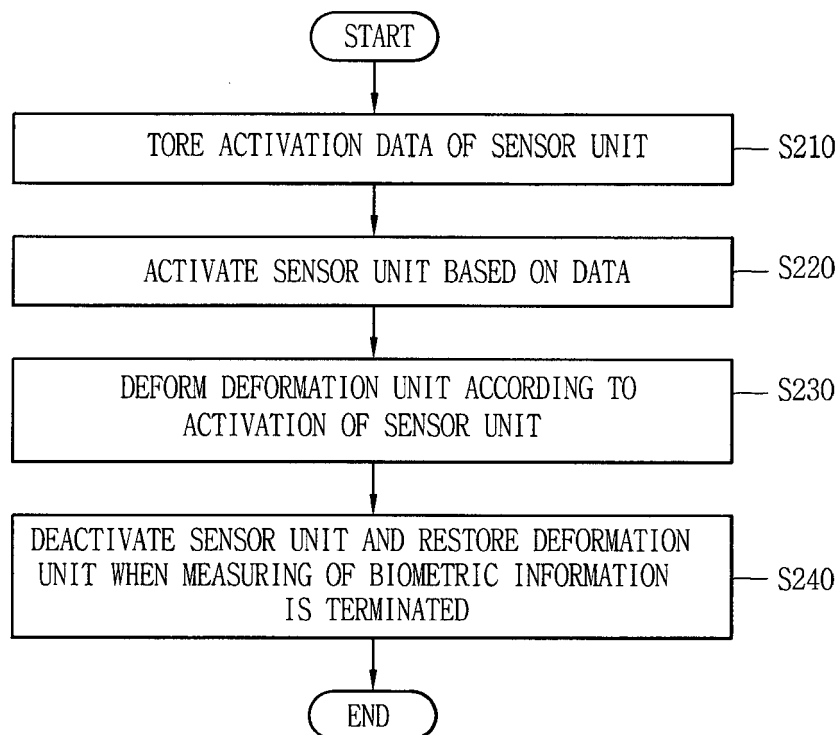 START
TORE ACTIVATION DATA OF SENSOR UNIT
S210
ACTIVATE SENSOR UNIT BASED ON DATA
S220
DEFORM DEFORMATION UNIT ACCORDING TO
ACTIVATION OF SENSOR UNIT
S230
DEACTIVATE SENSOR UNIT AND RESTORE DEFORMATION
UNIT WHEN MEASURING OF BIOMETRIC INFORMATION
IS TERMINATED
S240
END